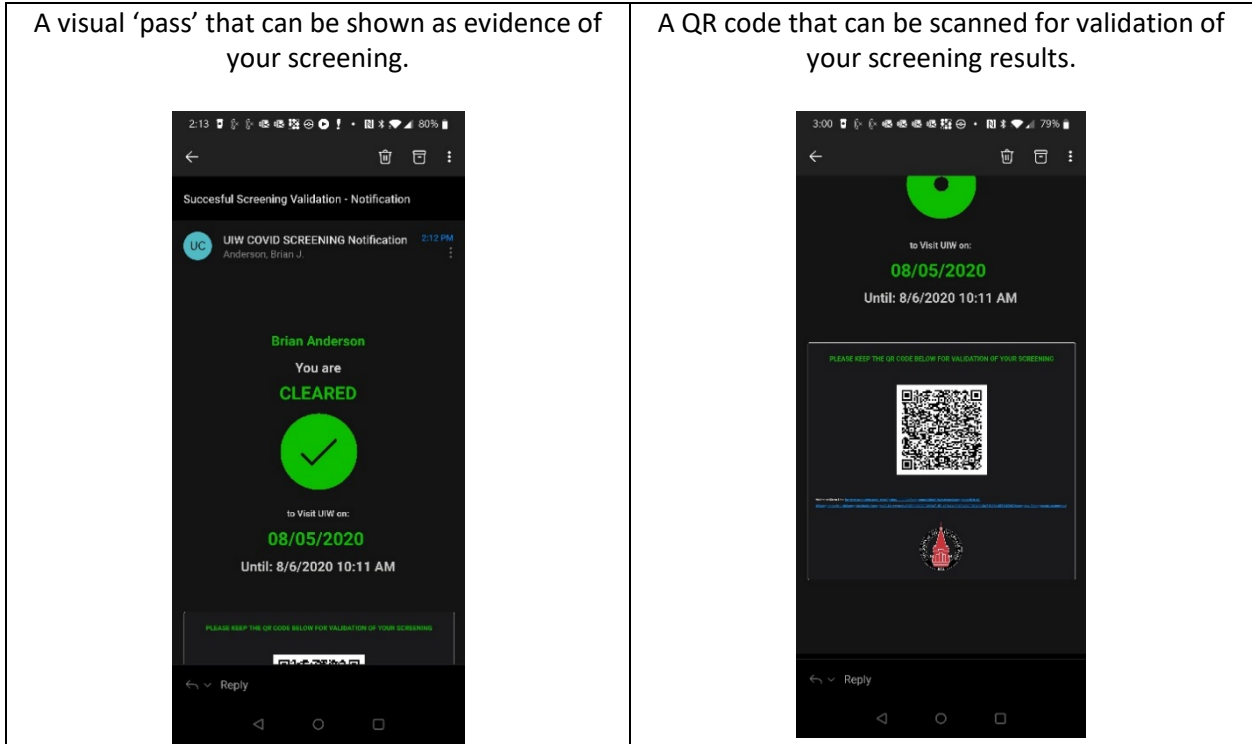 A visual ‘pass’ that can be shown as evidence of
your screening.
2:13
80%
Succesful Screening Validation - Notification
UC
UIW COVID SCREENING Notification
2:12 PM
Anderson, Brian J.
Brian Anderson
You are
CLEARED
to Visit UIW on:
08/05/2020
Until: 8/6/2020 10:11 AM
PLEASE KEEP THE QR CODE BELOW FOR VALIDATION OF YOUR SCREENING
Reply
A QR code that can be scanned for validation of
your screening results.
3:00
79%
to Visit UIW on:
08/05/2020
Until: 8/6/2020 10:11 AM
PLEASE KEEP THE QR CODE BELOW FOR VALIDATION OF YOUR SCREENING
Reply